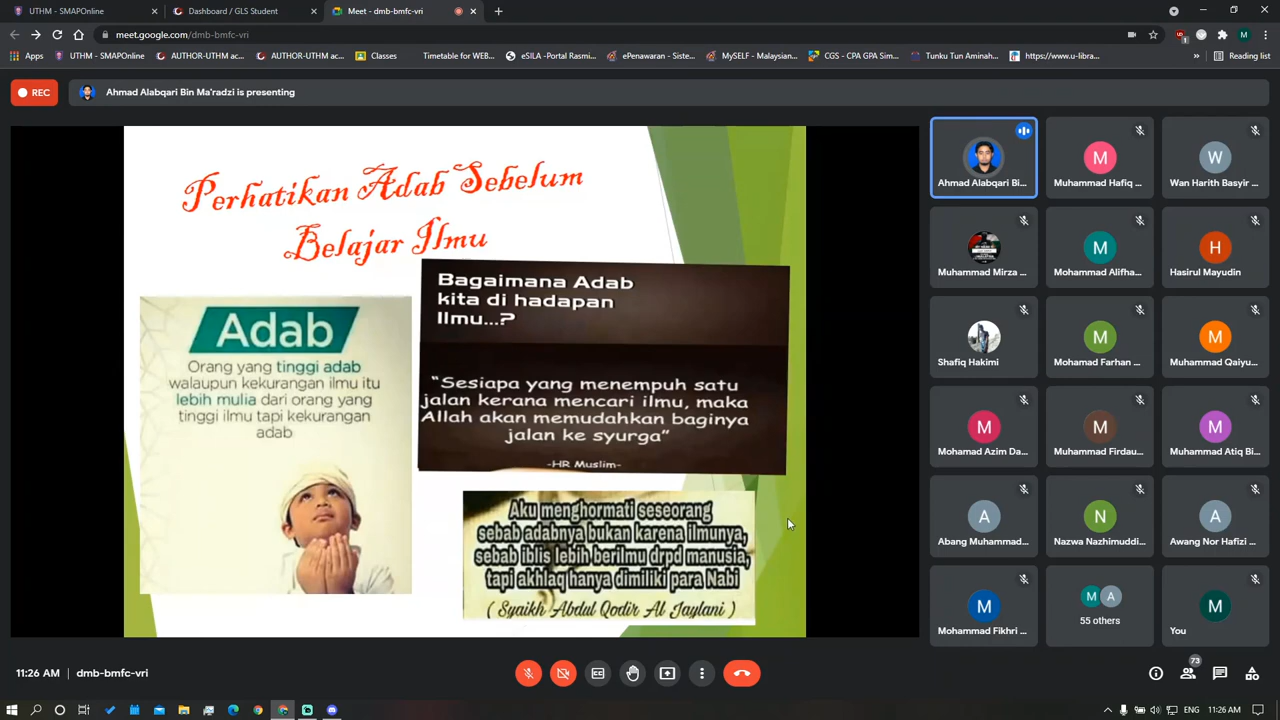 UTHM - SMAPOnline
Dashboard / GLS Student
Meet - dmb-bmfc-vri
meet.google.com/dmb-bmfc-vri
Apps
UTHM - SMAPOnline
AUTHOR-UTHM ac...
AUTHOR-UTHM ac...
Classes
Timetable for WEB...
eSILA -Portal Rasmi...
ePenawaran - Siste...
MySELF - Malaysian...
CGS - CPA GPA Sim...
Tunku Tun Aminah...
https://www.u-libra...
»
Reading list
REC
Ahmad Alabqari Bin Ma'radzi is presenting
Perhatikan Adab Sebelum
Belajar Ilmu
Adab
Orang yang tinggi adab
walaupun kekurangan ilmu itu
lebih mulia dari orang yang
tinggi ilmu tapi kekurangan
adab
Bagaimana Adab
kita di hadapan
Ilmu...?
"Sesiapa yang menempuh satu
jalan kerana mencari ilmu, maka
Allah akan memudahkan baginya
jalan ke syurga"
-HR Muslim-
Aku menghormati seseorang
sebab adabnya bukan karena ilmunya,
sebab iblis lebih berilmu drpd manusia,
tapi akhlaq hanya dimiliki para Nabi
( Syaikh Abdul Qodir Al Jaylani )
Ahmad Alabqari Bi...
M
Muhammad Hafiq ...
W
Wan Harith Basyir ...
Muhammad Mirza ...
M
Mohammad Alifha...
H
Hasirul Mayudin
Shafiq Hakimi
M
Mohamad Farhan ...
M
Muhammad Qaiyu...
M
Mohamad Azim Da...
M
Muhammad Firdau...
M
Muhammad Atiq Bi...
A
Abang Muhammad...
N
Nazwa Nazhimuddi...
A
Awang Nor Hafizi ...
M
Mohammad Fikhri ...
M A
55 others
M
You
11:26 AM | dmb-bmfc-vri
73
ENG
11:26 AM